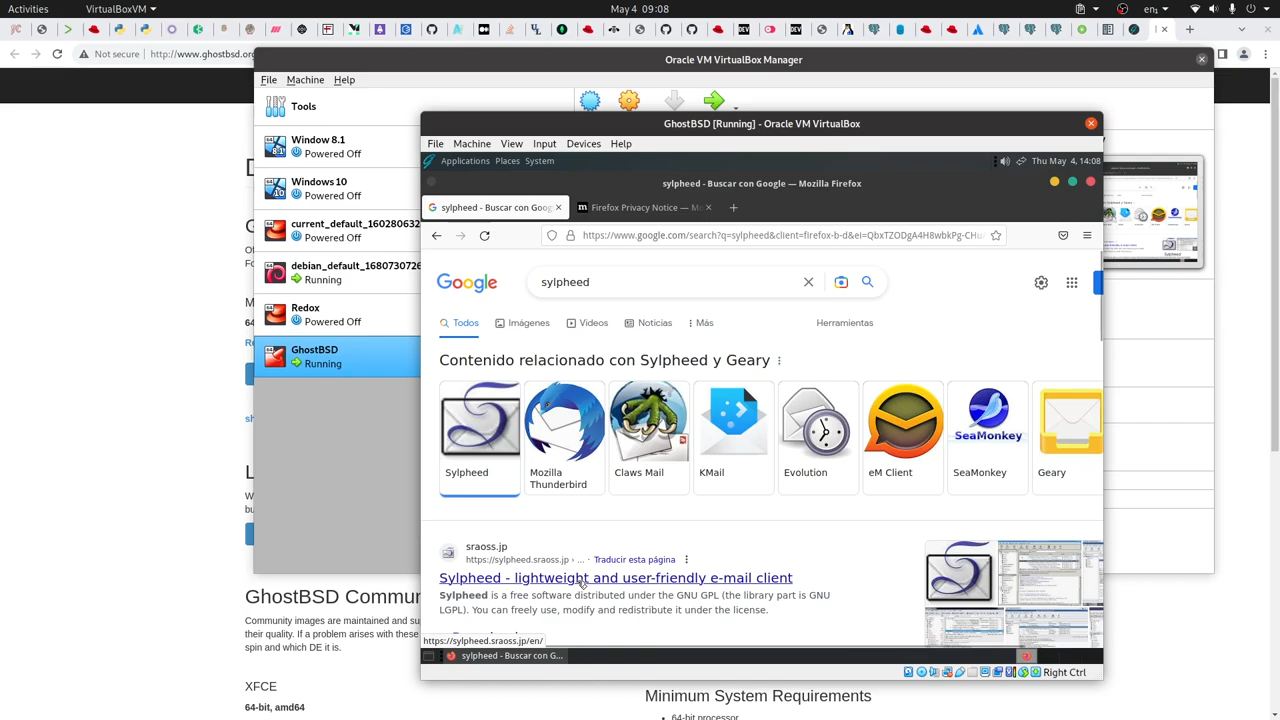 Activities
VirtualBoxVM
May 4 09:08
Not secure
http://www.ghostbsd.or
Oracle VM VirtualBox Manager
File Machine Help
Tools
Window 8.1
Powered Off
Windows 10
Powered Off
current_default_160280632
Powered Off
debian_default_1680730726
Running
Redox
Powered Off
GhostBSD
Running
GhostBSD [Running] - Oracle VM VirtualBox
File Machine View Input Devices Help
Applications Places System
Thu May 4, 14:08
sylpheed - Buscar con Google — Mozilla Firefox
sylpheed - Buscar con Goog
Firefox Privacy Notice — M
https://www.google.com/search?q=sylpheed&client=firefox-b-d&ei=QbxTZODgA4H8wbkPg-CHu
Google
sylpheed
Todos
Imágenes
Videos
Noticias
Más
Herramientas
Contenido relacionado con Sylpheed y Geary
SeaMonkey
Sylpheed
Mozilla
Thunderbird
Claws Mail
KMail
Evolution
eM Client
SeaMonkey
Geary
sraoss.jp
https://sylpheed.sraoss.jp › ... · Traducir esta página
Sylpheed - lightweight and user-friendly e-mail client
Sylpheed is a free software distributed under the GNU GPL (the library part is GNU
LGPL). You can freely use, modify and redistribute it under the license.
https://sylpheed.sraoss.jp/en/
sylpheed - Buscar con G...
Right Ctrl
GhostBSD Commu
Community images are maintained and su
their quality. If a problem arises with these
spin and which DE it is.
XFCE
64-bit, amd64
Minimum System Requirements
64-bit processor